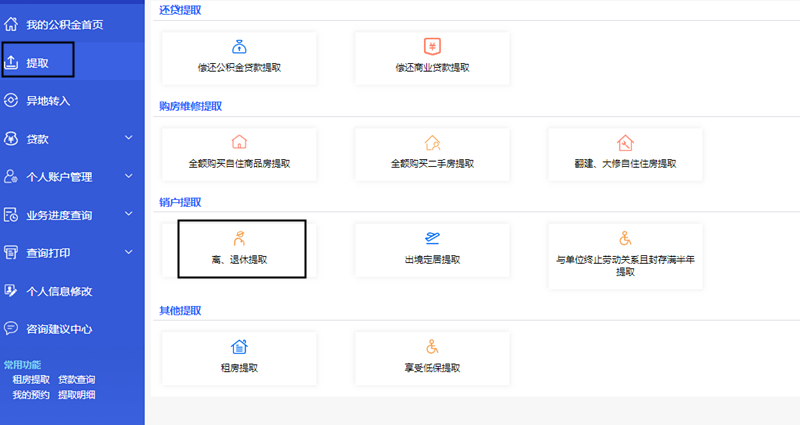 我的公积金首页
提取
异地转入
贷款
个人账户管理
业务进度查询
查询打印
个人信息修改
咨询建议中心
常用功能
租房提取 贷款查询
我的预约 提取明细
还贷提取
偿还公积金贷款提取
偿还商业贷款提取
购房维修提取
全额购买自住商品房提取
全额购买二手房提取
翻建、大修自住住房提取
销户提取
离、退休提取
出境定居提取
与单位终止劳动关系且封存满半年
提取
其他提取
租房提取
享受低保提取